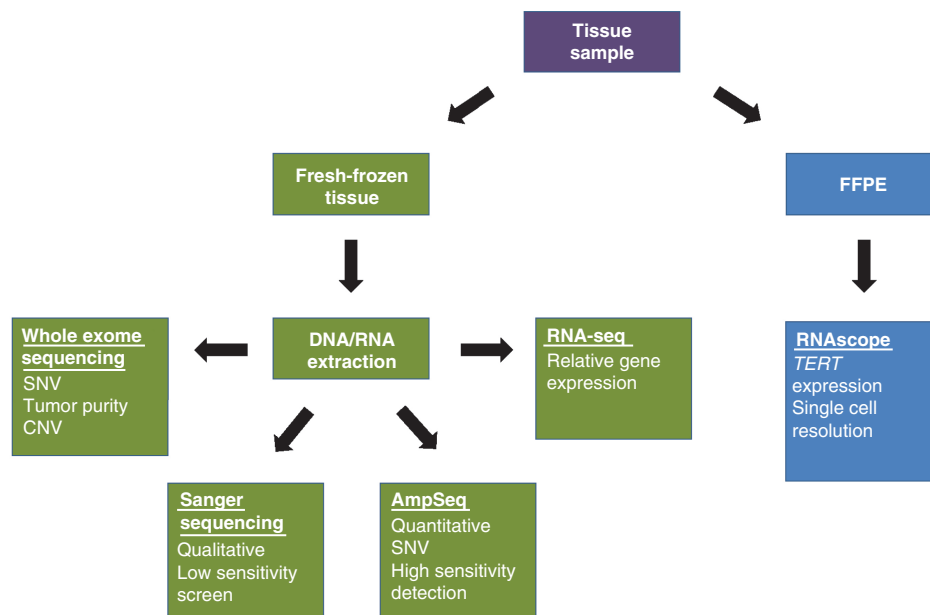 Tissue
sample
Fresh-frozen
tissue
FFPE
Whole exome
sequencing
SNV
Tumor purity
CNV
DNA/RNA
extraction
RNA-seq
Relative gene
expression
RNAscope
TERT
expression
Single cell
resolution
Sanger
sequencing
Qualitative
Low sensitivity
screen
AmpSeq
Quantitative
SNV
High sensitivity
detection